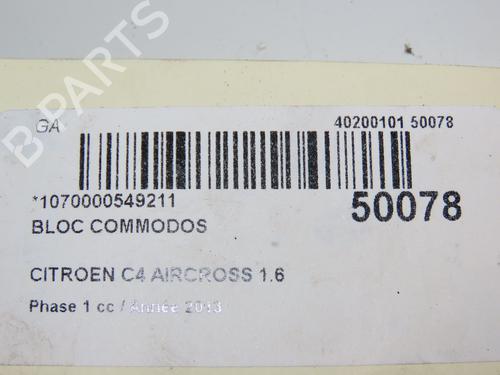 GA 40200101 50078
*1070000549211 50078
BLOC COMMODOS
CITROEN C4 AIRCROSS 1.6
Phase 1 cc / Année 2013
B-PARTS